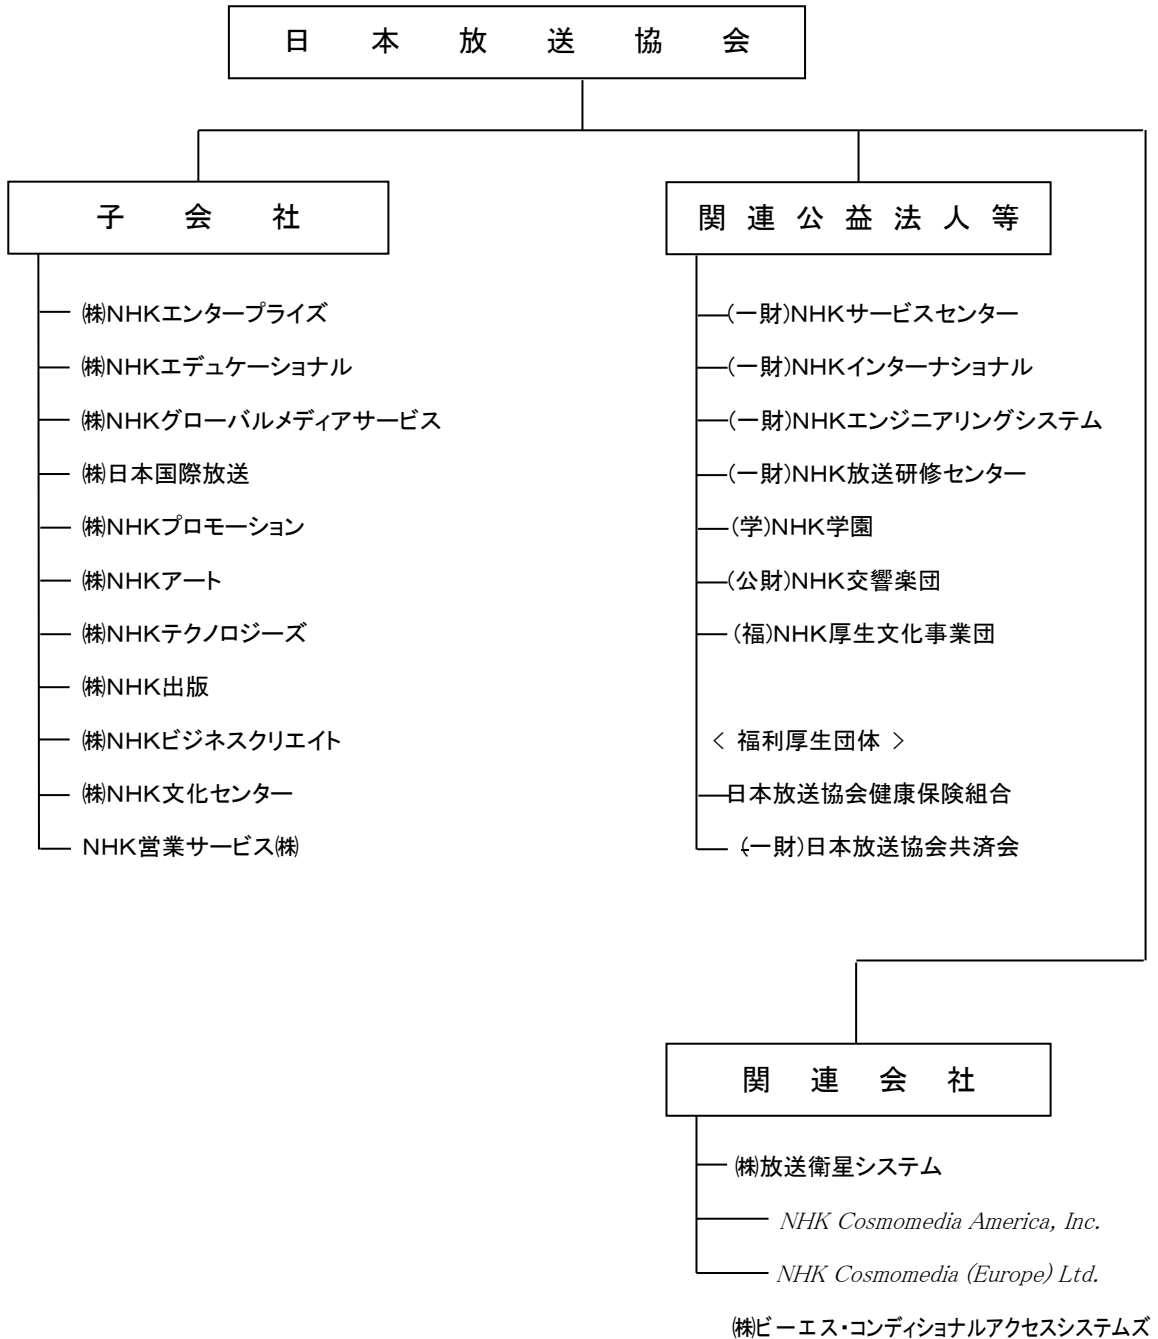 日本放送協会
子会社
㈱NHKエンタープライズ
㈱NHKエデュケーショナル
㈱NHKグローバルメディアサービス
㈱日本国際放送
㈱NHKプロモーション
㈱NHKアート
㈱NHKテクノロジーズ
㈱NHK出版
㈱NHKビジネスクリエイト
㈱NHK文化センター
NHK営業サービス㈱
関連公益法人等
(一財)NHKサービスセンター
(一財)NHKインターナショナル
(一財)NHKエンジニアリングシステム
(一財)NHK放送研修センター
(学)NHK学園
(公財)NHK交響楽団
(福)NHK厚生文化事業団
＜ 福利厚生団体 ＞
日本放送協会健康保険組合
(一財)日本放送協会共済会
関連会社
㈱放送衛星システム
NHK Cosmomedia America, Inc.
NHK Cosmomedia (Europe) Ltd.
㈱ビーエス・コンディショナルアクセスシステムズ